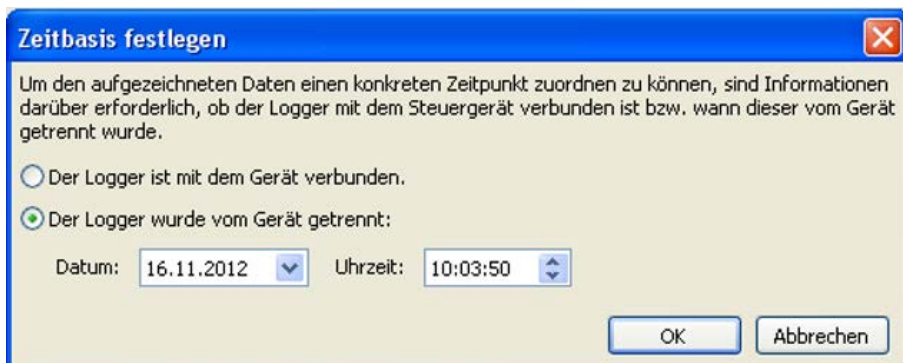 Zeitbasis festlegen
Um den aufgezeichneten Daten einen konkreten Zeitpunkt zuordnen zu können, sind Informationen
darüber erforderlich, ob der Logger mit dem Steuergerät verbunden ist bzw. wann dieser vom Gerät
getrennt wurde.
Der Logger ist mit dem Gerät verbunden.
Der Logger wurde vom Gerät getrennt:
Datum: 16.11.2012 Uhrzeit: 10:03:50
OK Abbrechen